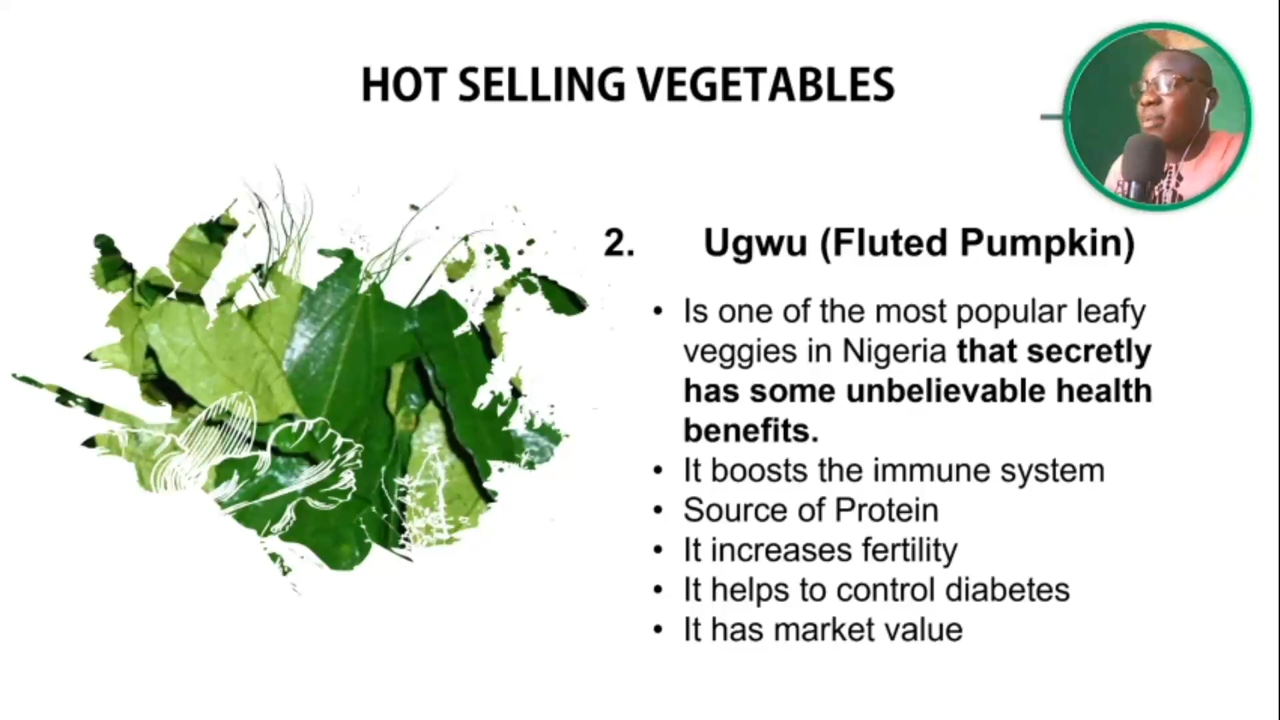 HOT SELLING VEGETABLES
2. Ugwu (Fluted Pumpkin)
• Is one of the most popular leafy
veggies in Nigeria that secretly
has some unbelievable health
benefits.
• It boosts the immune system
• Source of Protein
• It increases fertility
• It helps to control diabetes
• It has market value